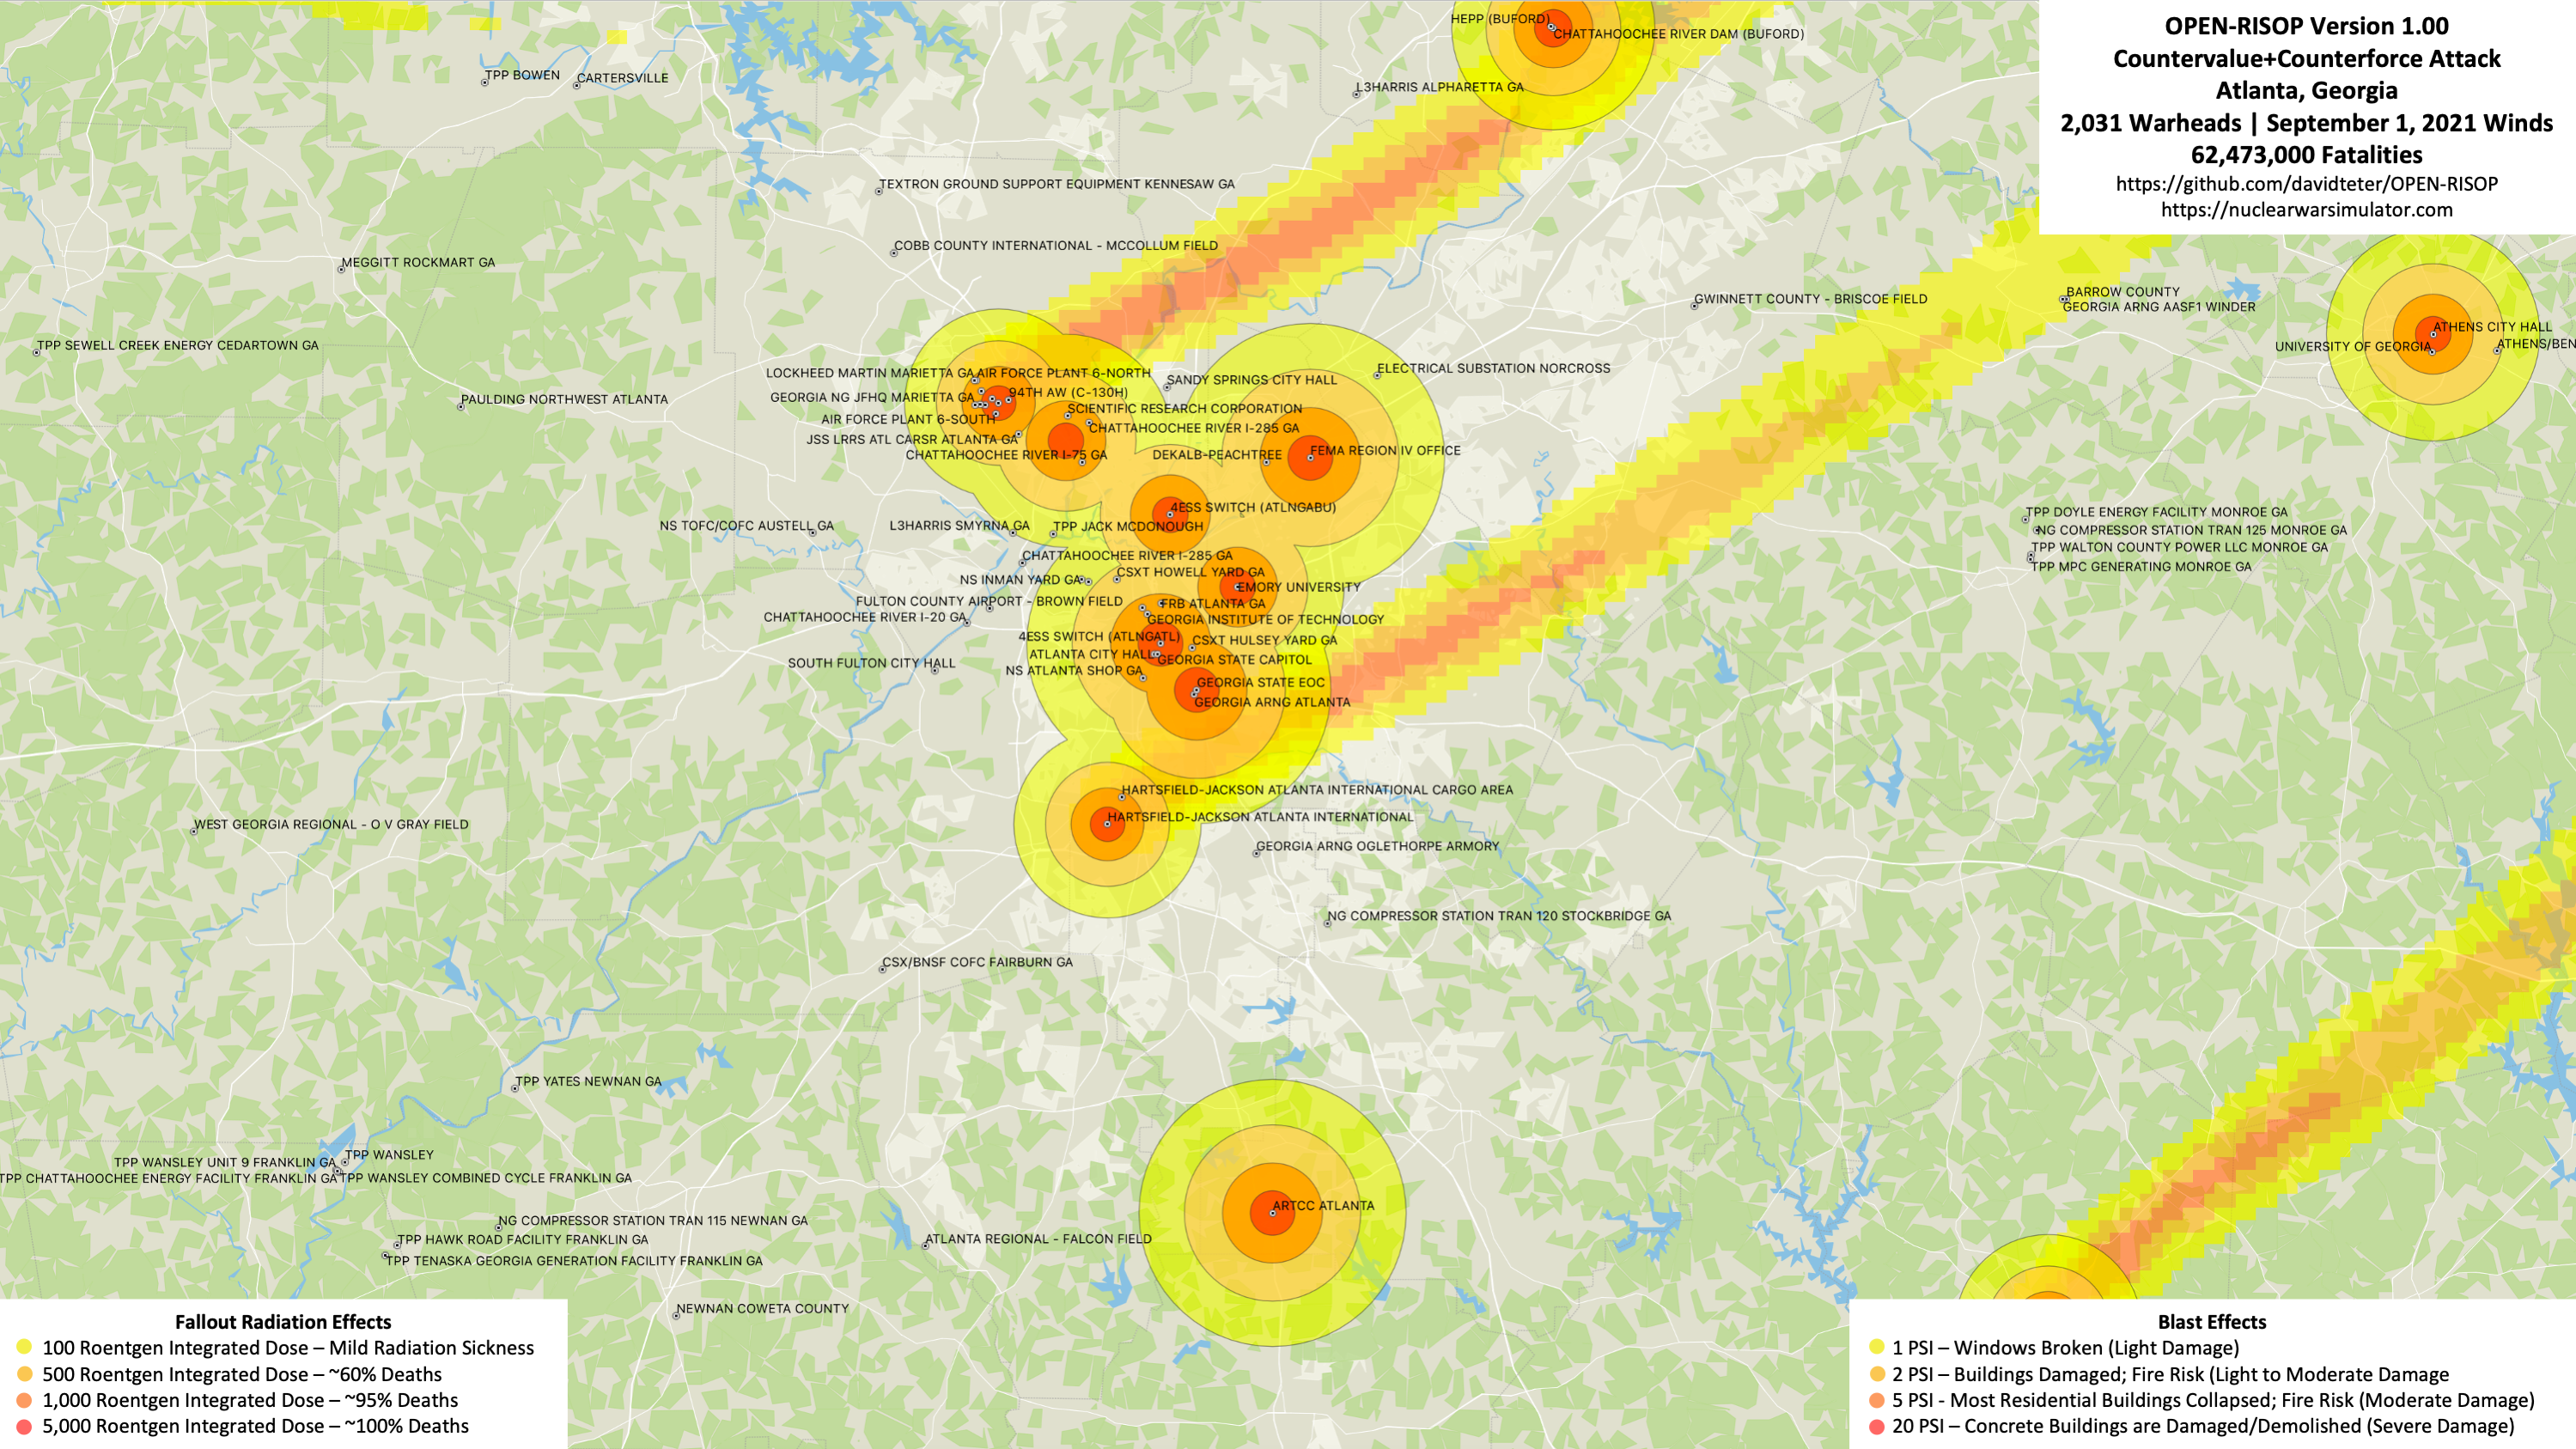 OPEN-RISOP Version 1.00
Countervalue+Counterforce Attack
Atlanta, Georgia
2,031 Warheads | September 1, 2021 Winds
62,473,000 Fatalities
https://github.com/davidteter/OPEN-RISOP
https://nuclearwarsimulator.com
HEPP (BUFORD)
CHATTAHOOCHEE RIVER DAM (BUFORD)
TPP BOWEN
CARTERSVILLE
L3HARRIS ALPHARETTA GA
TEXTRON GROUND SUPPORT EQUIPMENT KENNESAW GA
COBB COUNTY INTERNATIONAL - MCCOLLUM FIELD
MEGGITT ROCKMART GA
GWINNETT COUNTY - BRISCOE FIELD
BARROW COUNTY
GEORGIA ARNG AASF1 WINDER
ATHENS CITY HALL
UNIVERSITY OF GEORGIA
ATHENS/BEN
TPP SEWELL CREEK ENERGY CEDARTOWN GA
LOCKHEED MARTIN MARIETTA GA
AIR FORCE PLANT 6-NORTH
SANDY SPRINGS CITY HALL
ELECTRICAL SUBSTATION NORCROSS
PAULDING NORTHWEST ATLANTA
GEORGIA NG JFHQ MARIETTA GA
94TH AW (C-130H)
SCIENTIFIC RESEARCH CORPORATION
AIR FORCE PLANT 6-SOUTH
CHATTAHOOCHEE RIVER I-285 GA
JSS LRRS ATL CARSR ATLANTA GA
CHATTAHOOCHEE RIVER I-75 GA
DEKALB-PEACHTREE
FEMA REGION IV OFFICE
4ESS SWITCH (ATLNGABU)
NS TOFC/COFC AUSTELL GA
L3HARRIS SMYRNA GA
TPP JACK MCDONOUGH
TPP DOYLE ENERGY FACILITY MONROE GA
NG COMPRESSOR STATION TRAN 125 MONROE GA
TPP WALTON COUNTY POWER LLC MONROE GA
TPP MPC GENERATING MONROE GA
CHATTAHOOCHEE RIVER I-285 GA
CSXT HOWELL YARD GA
NS INMAN YARD GA
EMORY UNIVERSITY
FULTON COUNTY AIRPORT - BROWN FIELD
FRB ATLANTA GA
CHATTAHOOCHEE RIVER I-20 GA
GEORGIA INSTITUTE OF TECHNOLOGY
4ESS SWITCH (ATLNGATL)
CSXT HULSEY YARD GA
ATLANTA CITY HALL
GEORGIA STATE CAPITOL
SOUTH FULTON CITY HALL
NS ATLANTA SHOP GA
GEORGIA STATE EOC
GEORGIA ARNG ATLANTA
HARTSFIELD-JACKSON ATLANTA INTERNATIONAL CARGO AREA
HARTSFIELD-JACKSON ATLANTA INTERNATIONAL
WEST GEORGIA REGIONAL - O V GRAY FIELD
GEORGIA ARNG OGLETHORPE ARMORY
NG COMPRESSOR STATION TRAN 120 STOCKBRIDGE GA
CSX/BNSF COFC FAIRBURN GA
TPP YATES NEWNAN GA
TPP WANSLEY UNIT 9 FRANKLIN GA
TPP WANSLEY
TPP CHATTAHOOCHEE ENERGY FACILITY FRANKLIN GA
TPP WANSLEY COMBINED CYCLE FRANKLIN GA
ARTCC ATLANTA
NG COMPRESSOR STATION TRAN 115 NEWNAN GA
TPP HAWK ROAD FACILITY FRANKLIN GA
ATLANTA REGIONAL - FALCON FIELD
TPP TENASKA GEORGIA GENERATION FACILITY FRANKLIN GA
NEWNAN COWETA COUNTY
Fallout Radiation Effects
100 Roentgen Integrated Dose – Mild Radiation Sickness
500 Roentgen Integrated Dose – ~60% Deaths
1,000 Roentgen Integrated Dose – ~95% Deaths
5,000 Roentgen Integrated Dose – ~100% Deaths
Blast Effects
1 PSI – Windows Broken (Light Damage)
2 PSI – Buildings Damaged; Fire Risk (Light to Moderate Damage
5 PSI - Most Residential Buildings Collapsed; Fire Risk (Moderate Damage)
20 PSI – Concrete Buildings are Damaged/Demolished (Severe Damage)